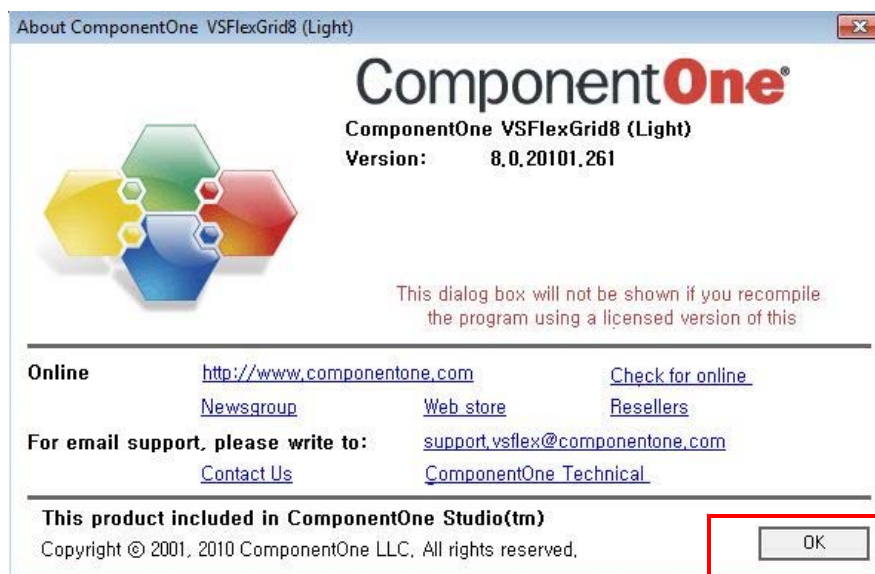 About ComponentOne VSFlexGrid8 (Light)
ComponentOne®
ComponentOne VSFlexGrid8 (Light)
Version: 8.0.20101.261
This dialog box will not be shown if you recompile
the program using a licensed version of this
Online http://www.componentone.com Check for online
Newsgroup Web store Resellers
For email support, please write to: support.vsflex@componentone.com
Contact Us ComponentOne Technical
This product included in ComponentOne Studio(tm)
Copyright © 2001, 2010 ComponentOne LLC. All rights reserved.
OK